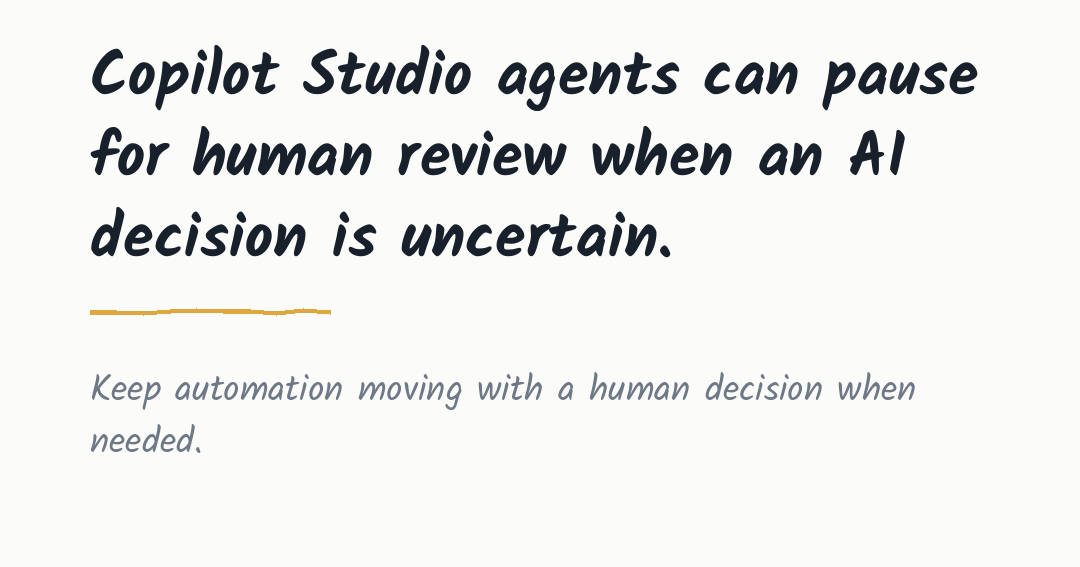 Copilot Studio agents can pause
for human review when an AI
decision is uncertain.
Keep automation moving with a human decision when
needed.